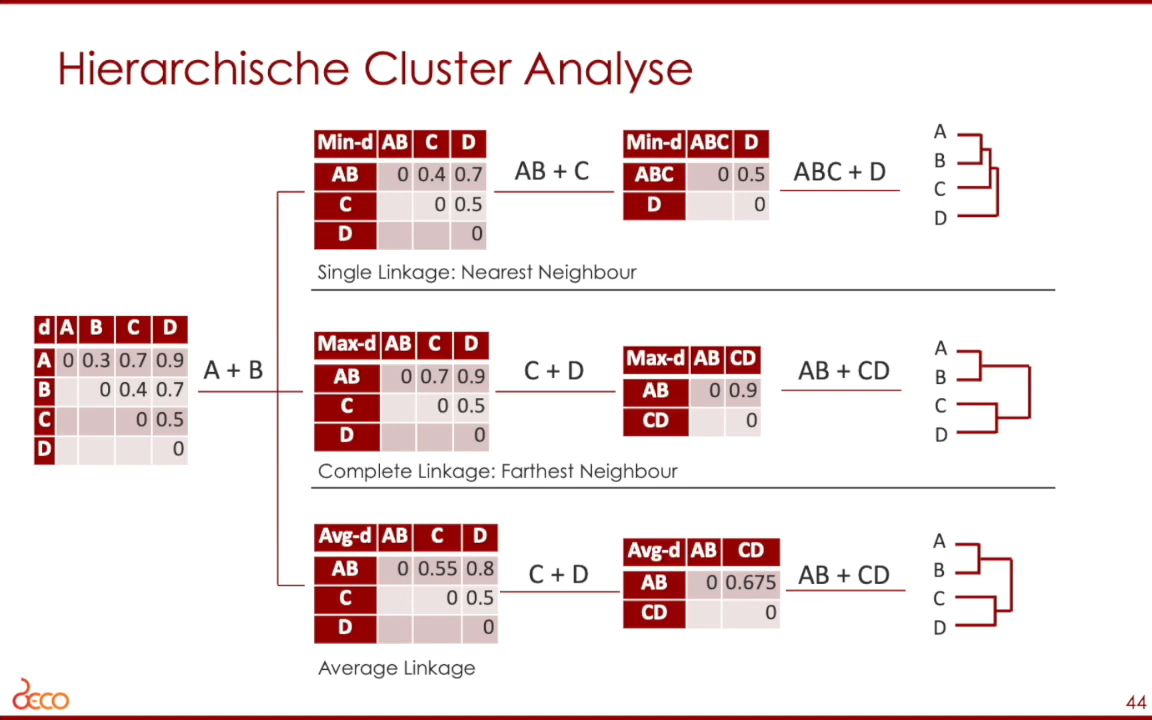 Hierarchische Cluster Analyse
Min-d AB C D
AB 0 0.4 0.7
C 0 0.5
D 0
AB + C
Min-d ABC D
ABC 0 0.5
D 0
ABC + D
A
B
C
D
Single Linkage: Nearest Neighbour
d A B C D
A 0 0.3 0.7 0.9
B 0 0.4 0.7
C 0 0.5
D 0
A + B
Max-d AB C D
AB 0 0.7 0.9
C 0 0.5
D 0
C + D
Max-d AB CD
AB 0 0.9
CD 0
AB + CD
A
B
C
D
Complete Linkage: Farthest Neighbour
Avg-d AB C D
AB 0 0.55 0.8
C 0 0.5
D 0
C + D
Avg-d AB CD
AB 0 0.675
CD 0
AB + CD
A
B
C
D
Average Linkage
DECO
44